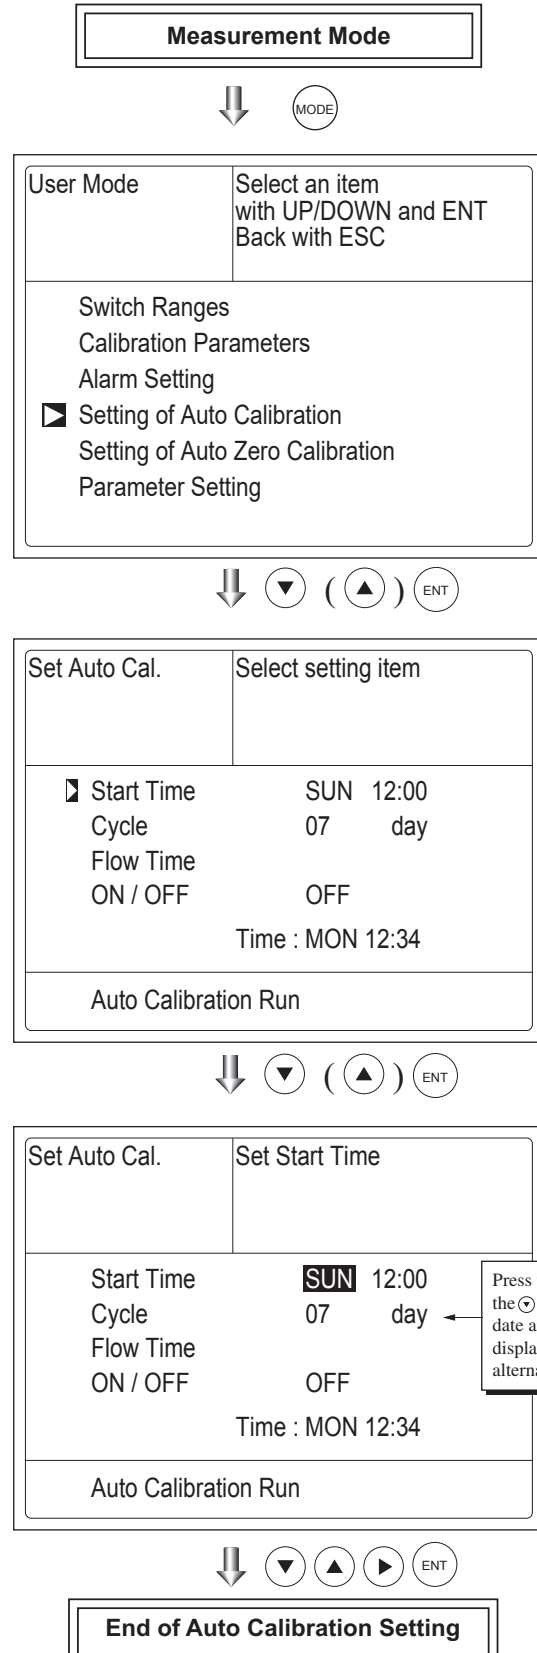 Measurement Mode
MODE
User Mode
Select an item
with UP/DOWN and ENT
Back with ESC
Switch Ranges
Calibration Parameters
Alarm Setting
Setting of Auto Calibration
Setting of Auto Zero Calibration
Parameter Setting
( ) ENT
Set Auto Cal.
Select setting item
Start Time SUN 12:00
Cycle 07 day
Flow Time
ON / OFF OFF
Time : MON 12:34
Auto Calibration Run
( ) ENT
Set Auto Cal.
Set Start Time
Start Time SUN 12:00
Cycle 07 day
Flow Time
ON / OFF OFF
Time : MON 12:34
Auto Calibration Run
Press
the
date
ENT
End of Auto Calibration Setting